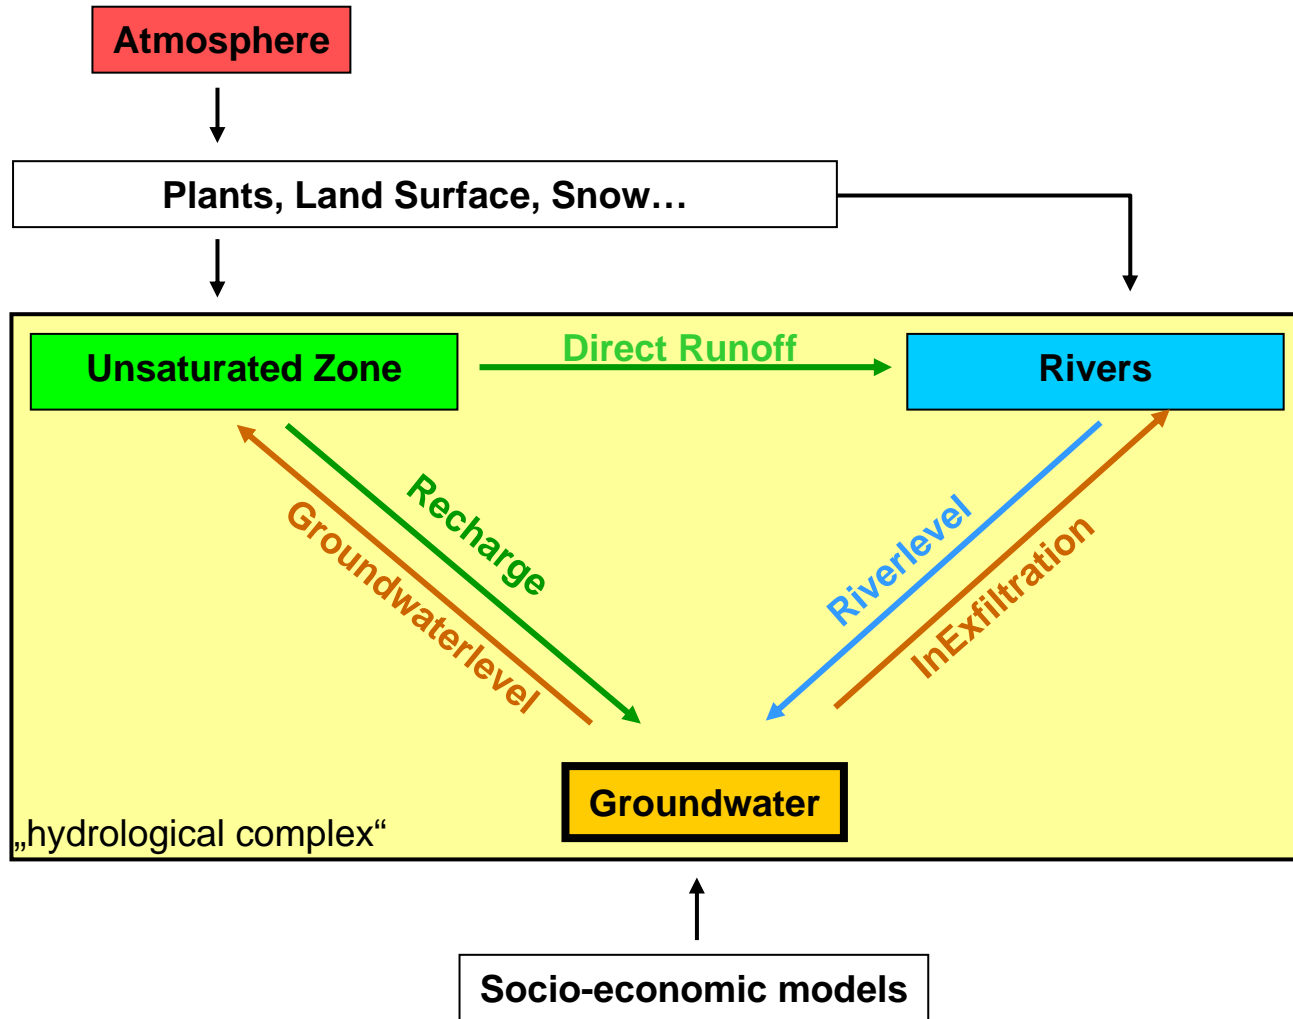 Atmosphere
Plants, Land Surface, Snow…
Unsaturated Zone
Direct Runoff
Rivers
Recharge
Groundwaterlevel
Riverlevel
InExfiltration
Groundwater
„hydrological complex“
Socio-economic models